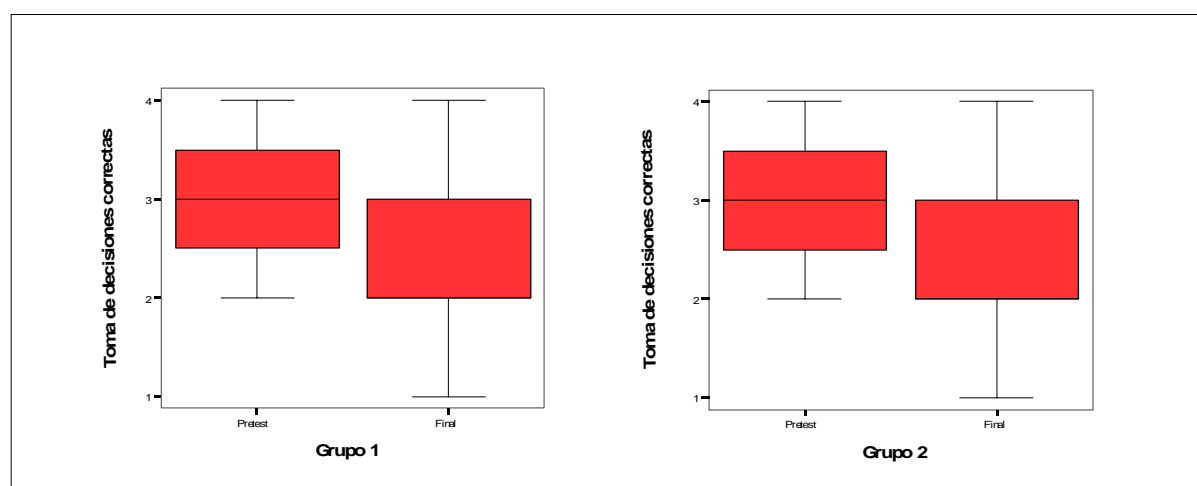 Toma de decisiones correctas
4
3
2
1
Pretest
Final
Grupo 1
Toma de decisiones correctas
4
3
2
1
Pretest
Final
Grupo 2